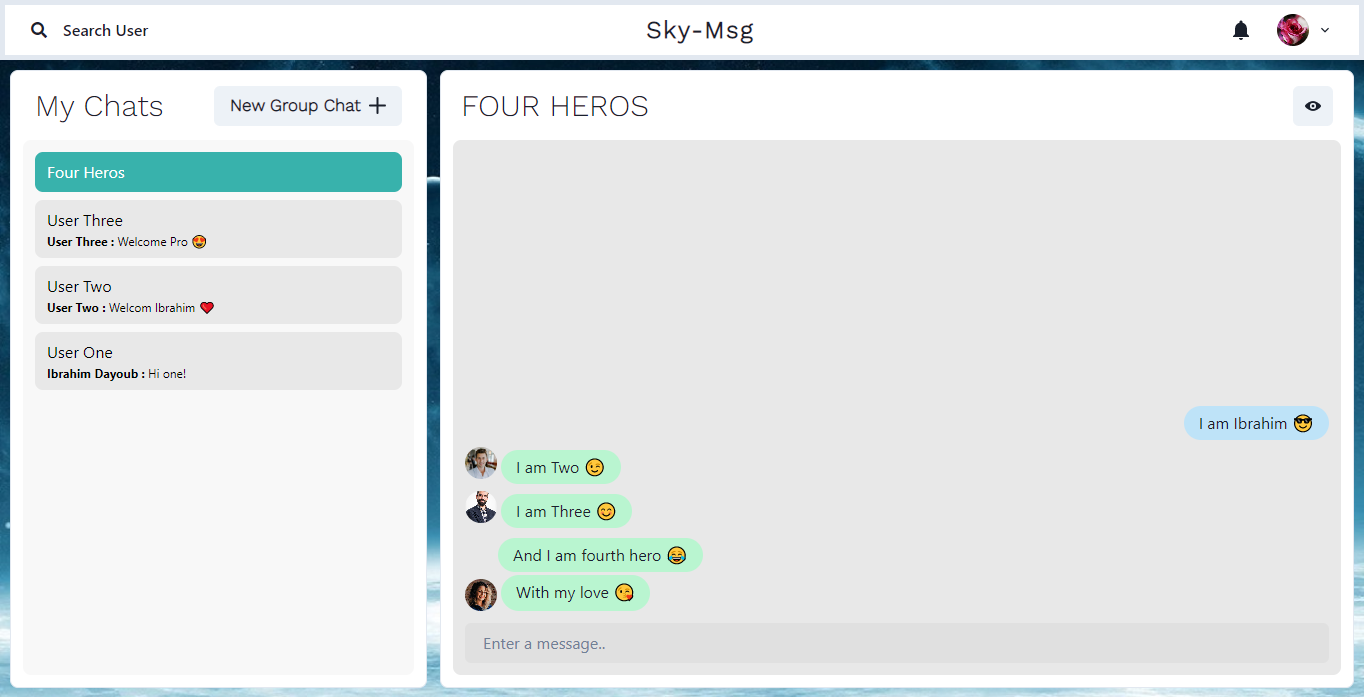 Search User
Sky-Msg
My Chats
New Group Chat
Four Heros
User Three
User Three : Welcome Pro 😍
User Two
User Two : Welcom Ibrahim ❤️
User One
Ibrahim Dayoub : Hi one!
FOUR HEROS
I am Ibrahim 😎
I am Two 😉
I am Three 😊
And I am fourth hero 😂
With my love 😘
Enter a message..